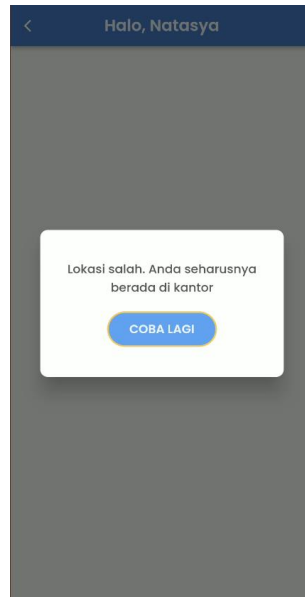 Halo, Natasya
Lokasi salah. Anda seharusnya
berada di kantor
COBA LAGI